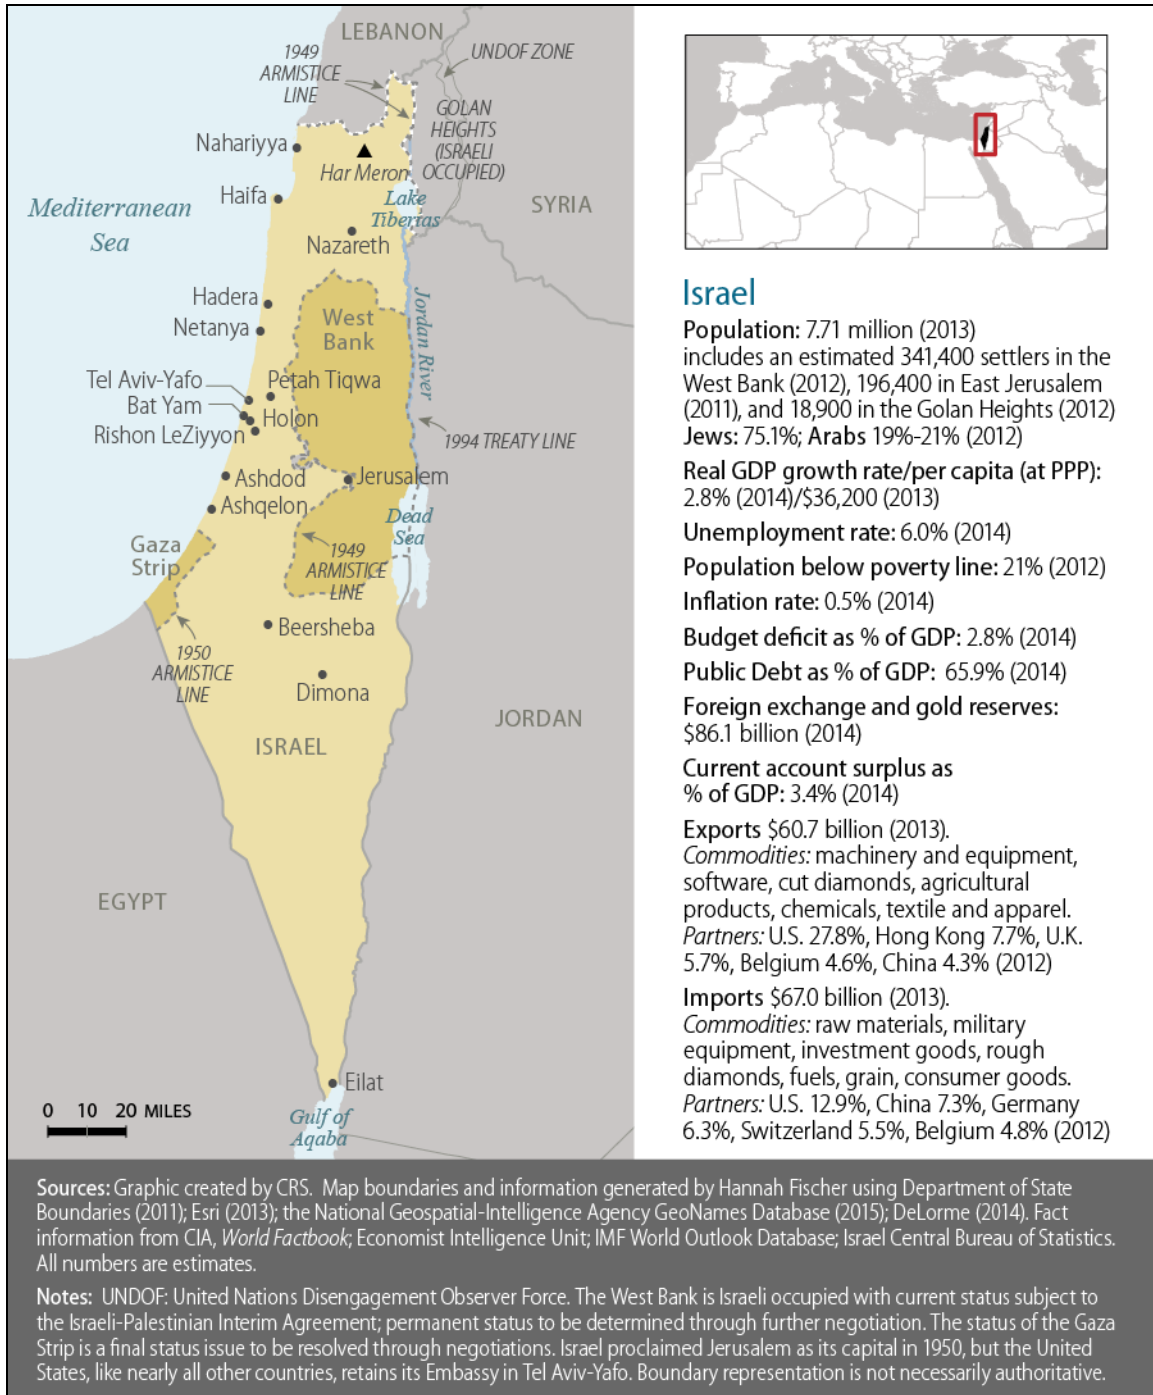 LEBANON
1949
ARMISTICE
LINE
UNDOF ZONE
GOLAN
HEIGHTS
(ISRAELI
OCCUPIED)
Nahariyya
Har Meron
Haifa
Lake
Tiberias
Mediterranean
Sea
SYRIA
Nazareth
Hadera
Netanya
West
Bank
Jordan River
Tel Aviv-Yafo
Petah Tiqwa
Bat Yam
Holon
Rishon LeZiyyon
1994 TREATY LINE
Ashdod
Jerusalem
Ashqelon
Dead
Sea
Gaza
Strip
1949
ARMISTICE
LINE
Beersheba
1950
ARMISTICE
LINE
Dimona
JORDAN
ISRAEL
EGYPT
Eilat
0 10 20 MILES
Gulf of
Aqaba
Israel
Population: 7.71 million (2013)
includes an estimated 341,400 settlers in the
West Bank (2012), 196,400 in East Jerusalem
(2011), and 18,900 in the Golan Heights (2012)
Jews: 75.1%; Arabs 19%-21% (2012)
Real GDP growth rate/per capita (at PPP):
2.8% (2014)/$36,200 (2013)
Unemployment rate: 6.0% (2014)
Population below poverty line: 21% (2012)
Inflation rate: 0.5% (2014)
Budget deficit as % of GDP: 2.8% (2014)
Public Debt as % of GDP: 65.9% (2014)
Foreign exchange and gold reserves:
$86.1 billion (2014)
Current account surplus as
% of GDP: 3.4% (2014)
Exports $60.7 billion (2013).
Commodities: machinery and equipment,
software, cut diamonds, agricultural
products, chemicals, textile and apparel.
Partners: U.S. 27.8%, Hong Kong 7.7%, U.K.
5.7%, Belgium 4.6%, China 4.3% (2012)
Imports $67.0 billion (2013).
Commodities: raw materials, military
equipment, investment goods, rough
diamonds, fuels, grain, consumer goods.
Partners: U.S. 12.9%, China 7.3%, Germany
6.3%, Switzerland 5.5%, Belgium 4.8% (2012)
Sources: Graphic created by CRS. Map boundaries and information generated by Hannah Fischer using Department of State
Boundaries (2011); Esri (2013); the National Geospatial-Intelligence Agency GeoNames Database (2015); DeLorme (2014). Fact
information from CIA, World Factbook; Economist Intelligence Unit; IMF World Outlook Database; Israel Central Bureau of Statistics.
All numbers are estimates.
Notes: UNDOF: United Nations Disengagement Observer Force. The West Bank is Israeli occupied with current status subject to
the Israeli-Palestinian Interim Agreement; permanent status to be determined through further negotiation. The status of the Gaza
Strip is a final status issue to be resolved through negotiations. Israel proclaimed Jerusalem as its capital in 1950, but the United
States, like nearly all other countries, retains its Embassy in Tel Aviv-Yafo. Boundary representation is not necessarily authoritative.